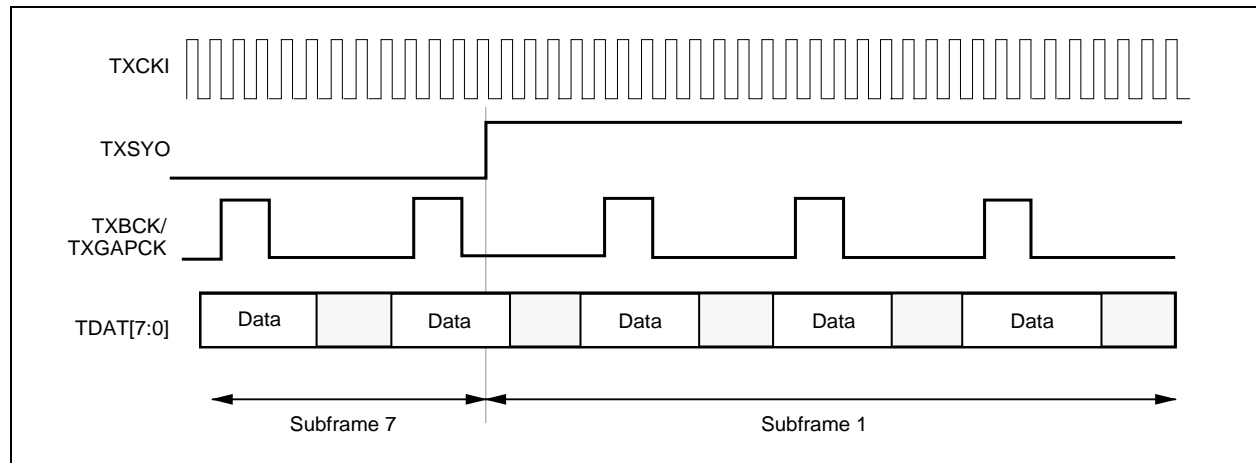 TXCKI
TXSYO
TXBCK/
TXGAPCK
TDAT[7:0]
Data
Data
Data
Data
Data
Subframe 7
Subframe 1